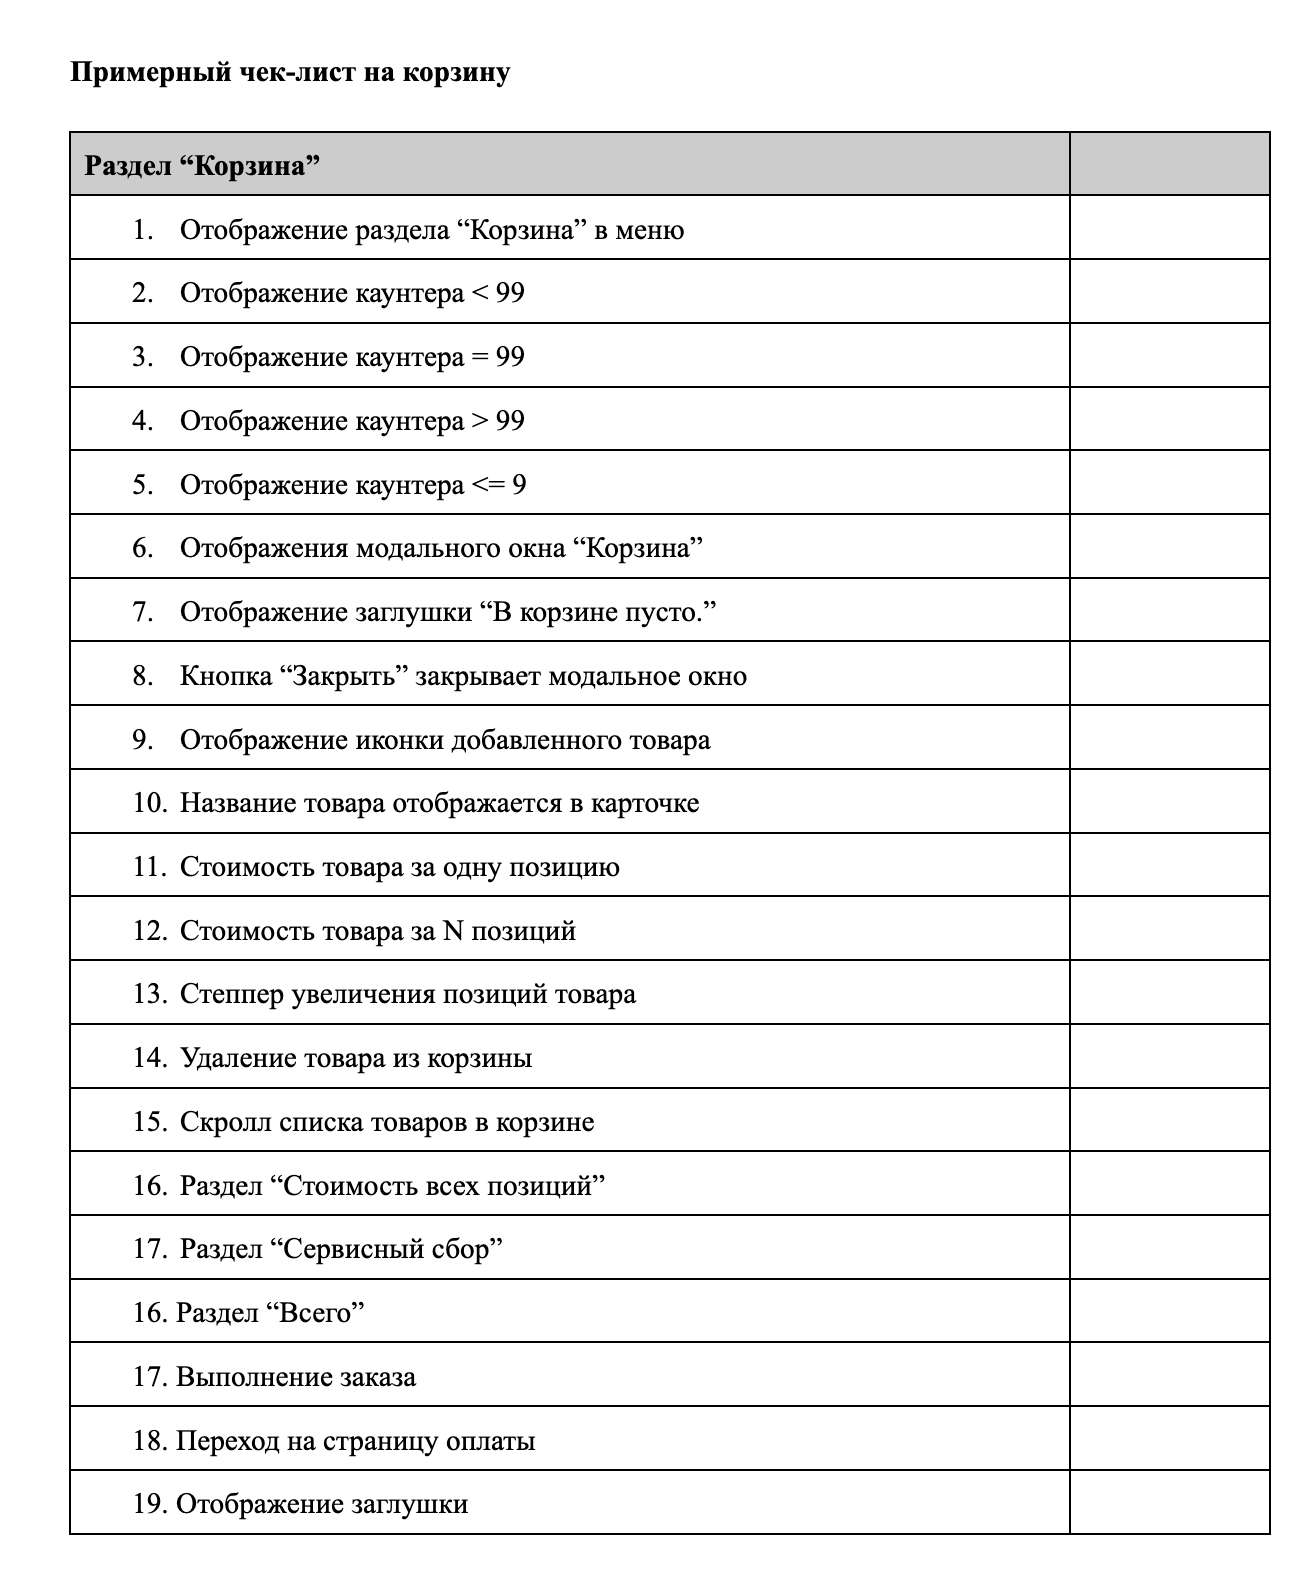 Примерный чек-лист на корзину
Раздел “Корзина”
1. Отображение раздела “Корзина” в меню
2. Отображение каунтера < 99
3. Отображение каунтера = 99
4. Отображение каунтера > 99
5. Отображение каунтера <= 9
6. Отображения модального окна “Корзина”
7. Отображение заглушки “В корзине пусто.”
8. Кнопка “Закрыть” закрывает модальное окно
9. Отображение иконки добавленного товара
10. Название товара отображается в карточке
11. Стоимость товара за одну позицию
12. Стоимость товара за N позиций
13. Степпер увеличения позиций товара
14. Удаление товара из корзины
15. Скролл списка товаров в корзине
16. Раздел “Стоимость всех позиций”
17. Раздел “Сервисный сбор”
16. Раздел “Всего”
17. Выполнение заказа
18. Переход на страницу оплаты
19. Отображение заглушки